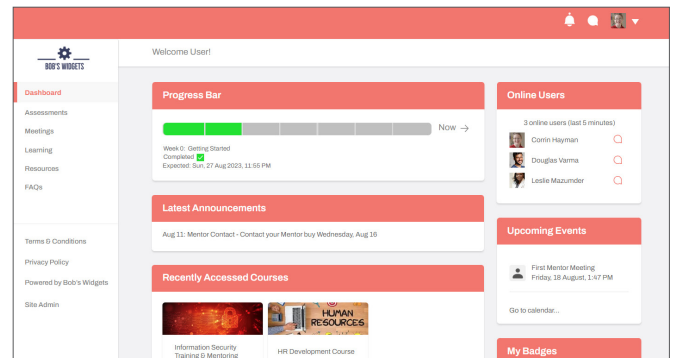 BOB'S WIDGETS
Welcome User!
Dashboard
Assessments
Meetings
Learning
Resources
FAQs
Terms & Conditions
Privacy Policy
Powered by Bob's Widgets
Site Admin
Progress Bar
Now →
Week 0: Getting Started
Completed ✅
Expected: Sun, 27 Aug 2023, 11:55 PM
Latest Announcements
Aug 11: Mentor Contact - Contact your Mentor buy Wednesday, Aug 16
Recently Accessed Courses
HUMAN
RESOURCES
Information Security
Training & Mentoring
HR Development Course
Online Users
3 online users (last 5 minutes)
Corrin Hayman
Douglas Varma
Leslie Mazumder
Upcoming Events
First Mentor Meeting
Friday, 18 August, 1:47 PM
Go to calendar...
My Badges